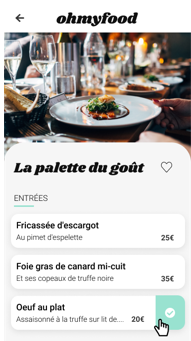 ohmyfood
La palette du goût
ENTRÉES
Fricassée d'escargot
Au pimet d'espelette
25€
Foie gras de canard mi-cuit
Et ses copeaux de truffe noire
35€
Oeuf au plat
Assaisonné à la truffe sur lit de...
20€